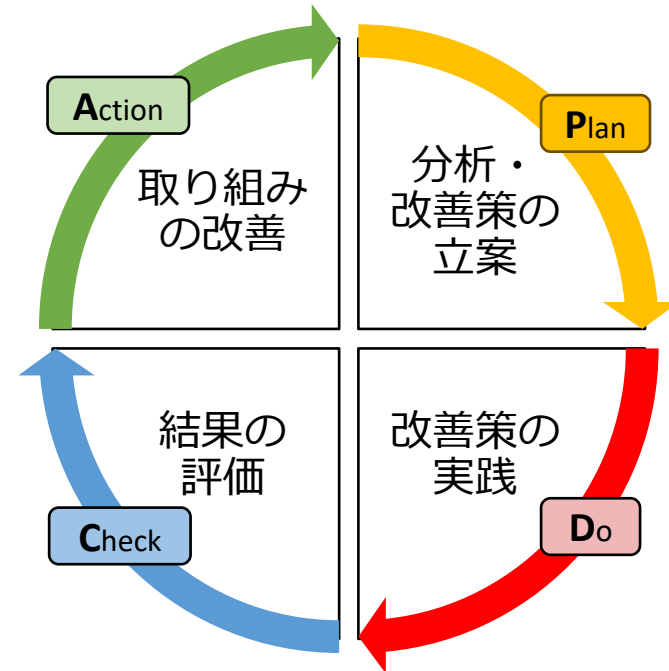 Action
Plan
取り組み
の改善
分析・
改善策の
立案
結果の
評価
改善策の
実践
Check
Do